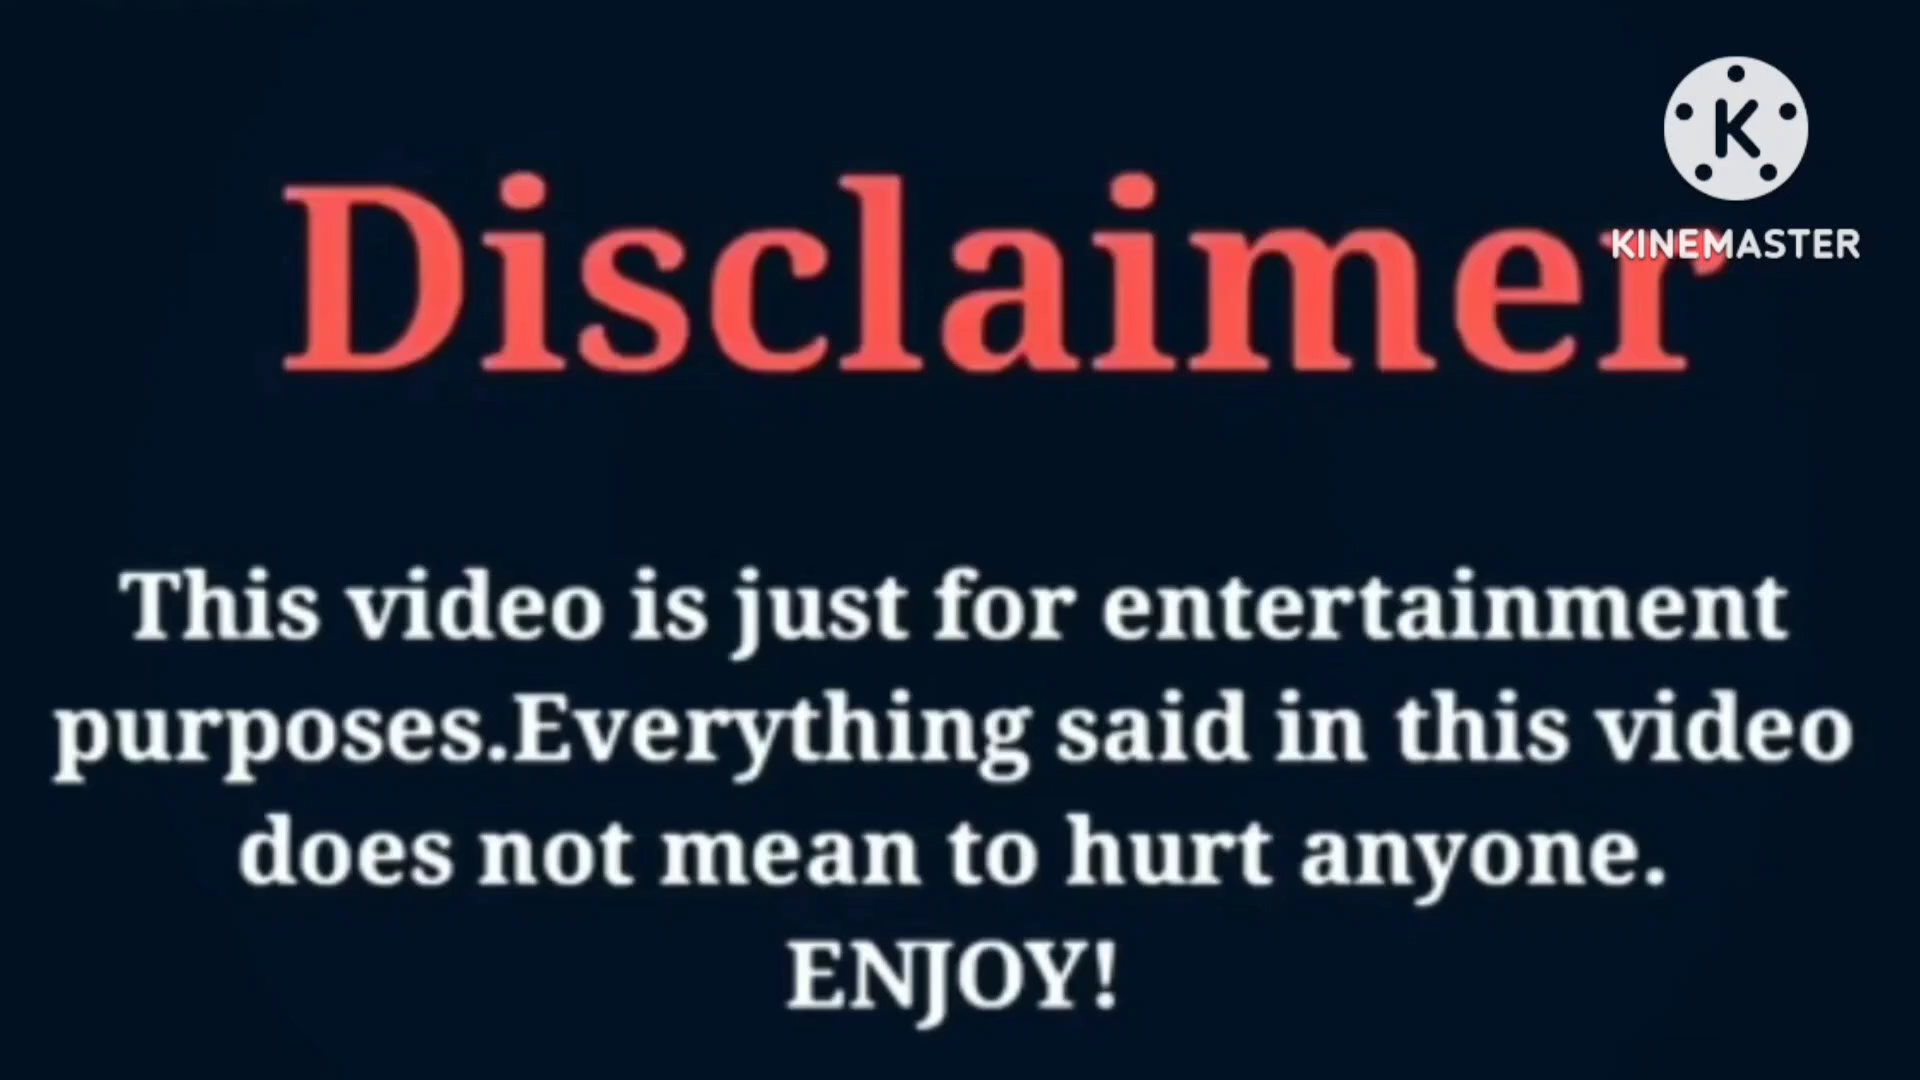 K
KINEMASTER
Disclaimer
This video is just for entertainment
purposes.Everything said in this video
does not mean to hurt anyone.
ENJOY!